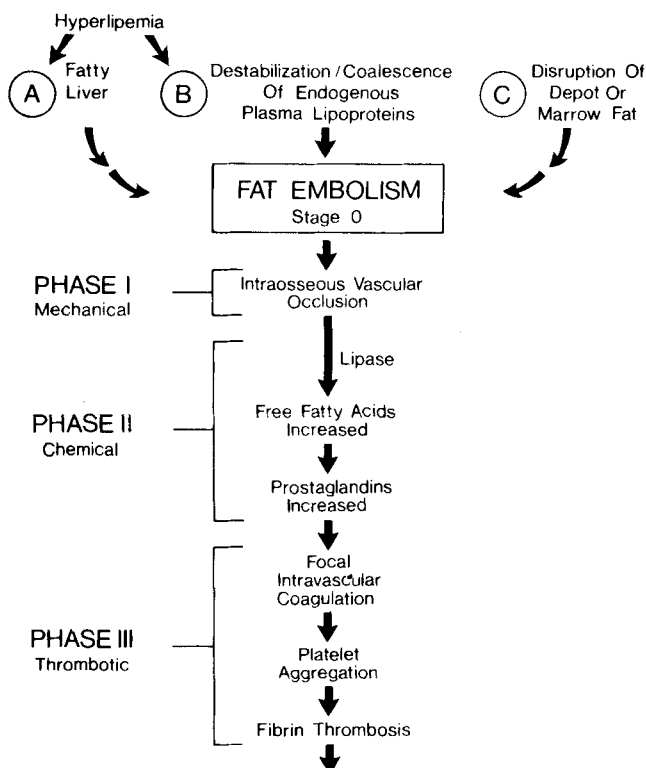 Hyperlipemia
A
Fatty
Liver
B
Destabilization/Coalescence
Of Endogenous
Plasma Lipoproteins
C
Disruption Of
Depot Or
Marrow Fat
FAT EMBOLISM
Stage 0
PHASE I
Mechanical
Intraosseous Vascular
Occlusion
Lipase
PHASE II
Chemical
Free Fatty Acids
Increased
Prostaglandins
Increased
PHASE III
Thrombotic
Focal
Intravascular
Coagulation
Platelet
Aggregation
Fibrin Thrombosis